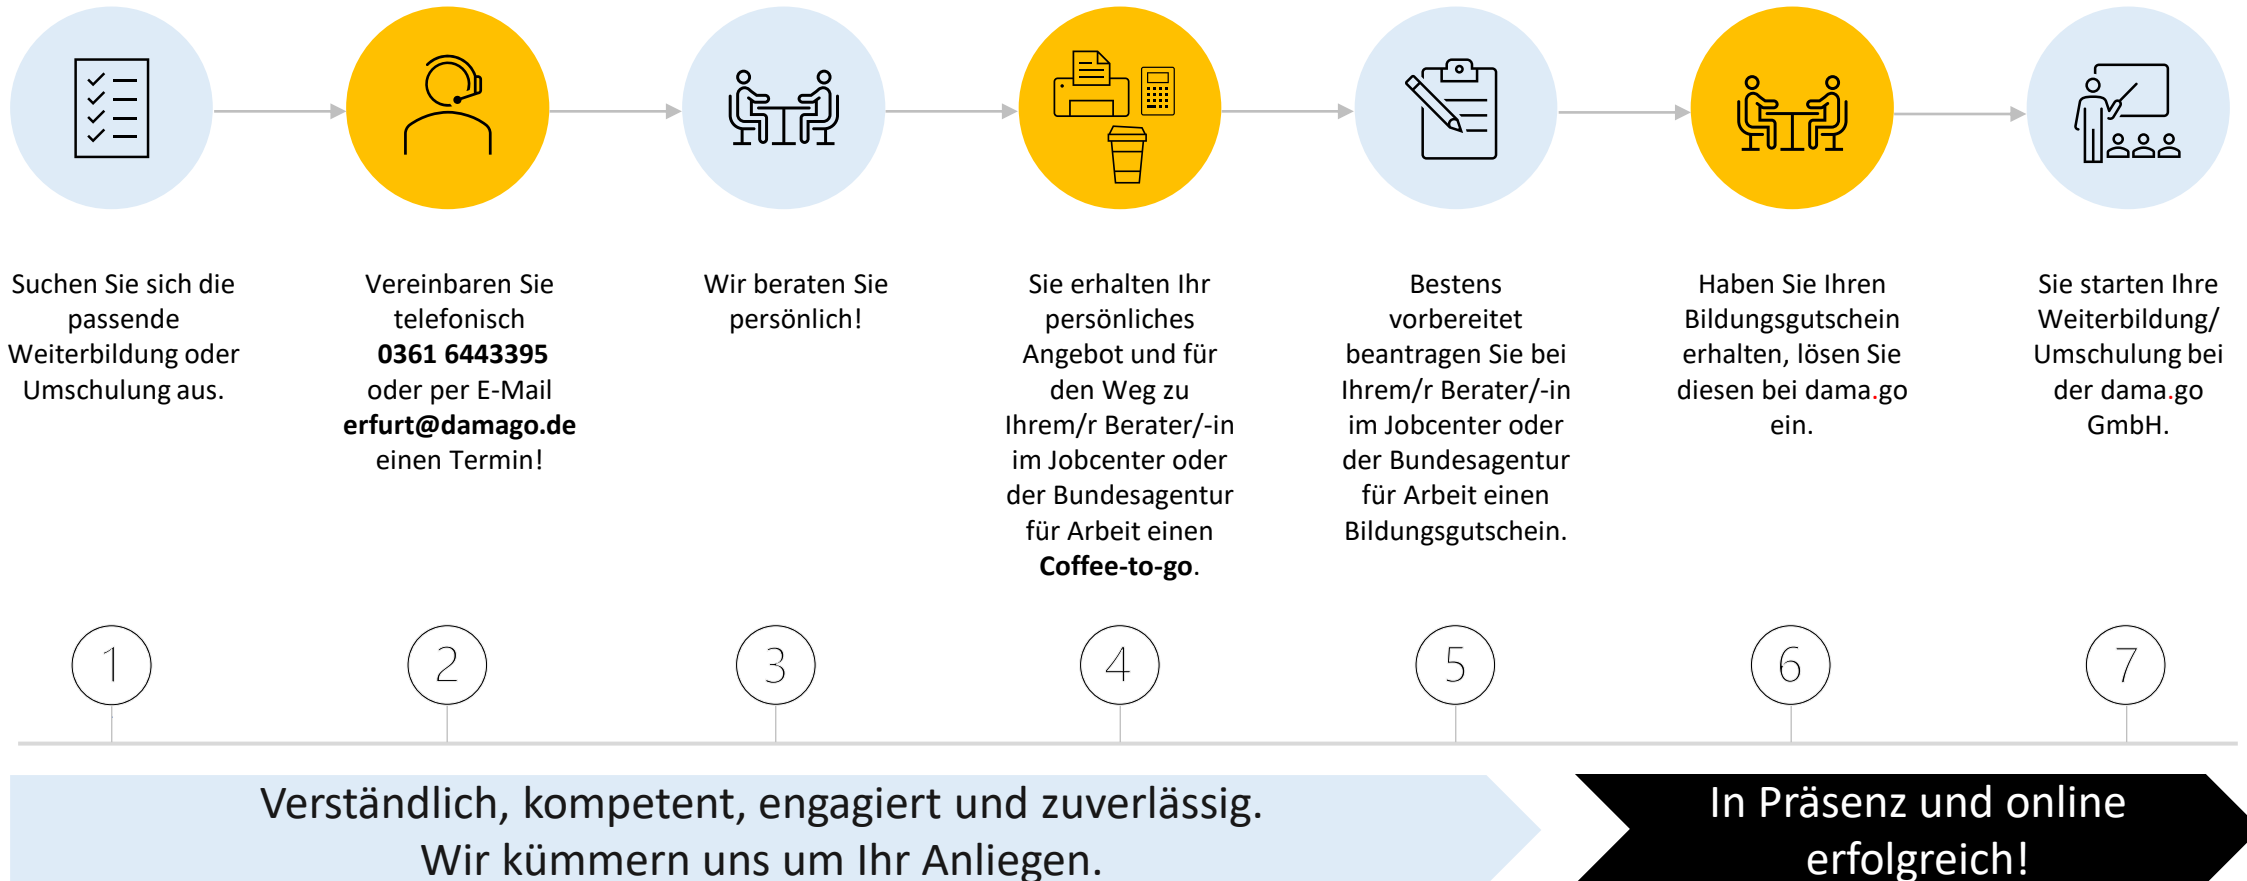 Suchen Sie sich die
passende
Weiterbildung oder
Umschulung aus.
Vereinbaren Sie
telefonisch
0361 6443395
oder per E-Mail
erfurt@damago.de
einen Termin!
Wir beraten Sie
persönlich!
Sie erhalten Ihr
persönliches
Angebot und für
den Weg zu
Ihrem/r Berater/-in
im Jobcenter oder
der Bundesagentur
für Arbeit einen
Coffee-to-go.
Bestens
vorbereitet
beantragen Sie bei
Ihrem/r Berater/-in
im Jobcenter oder
der Bundesagentur
für Arbeit einen
Bildungsgutschein.
Haben Sie Ihren
Bildungsgutschein
erhalten, lösen Sie
diesen bei dama.go
ein.
Sie starten Ihre
Weiterbildung/
Umschulung bei
der dama.go
GmbH.
1
2
3
4
5
6
7
Verständlich, kompetent, engagiert und zuverlässig.
Wir kümmern uns um Ihr Anliegen.
In Präsenz und online
erfolgreich!